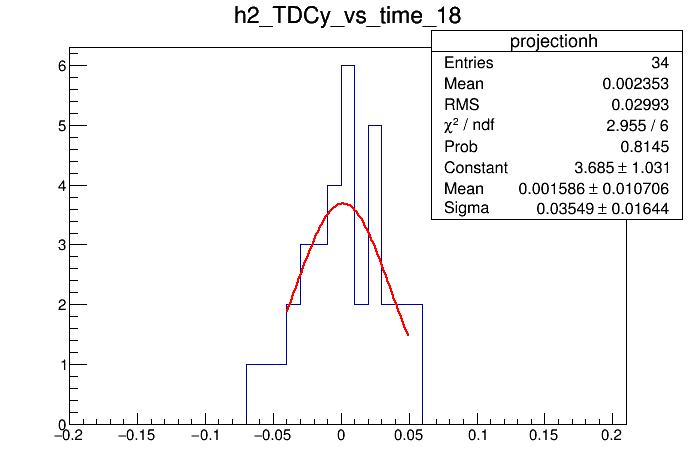 h2_TDCy_vs_time_18
projectionh
Entries 34
Mean 0.002353
RMS 0.02993
χ² / ndf 2.955 / 6
Prob 0.8145
Constant 3.685 ± 1.031
Mean 0.001586 ± 0.010706
Sigma 0.03549 ± 0.01644
6
5
4
3
2
1
0
−0.2 −0.15 −0.1 −0.05 0 0.05 0.1 0.15 0.2